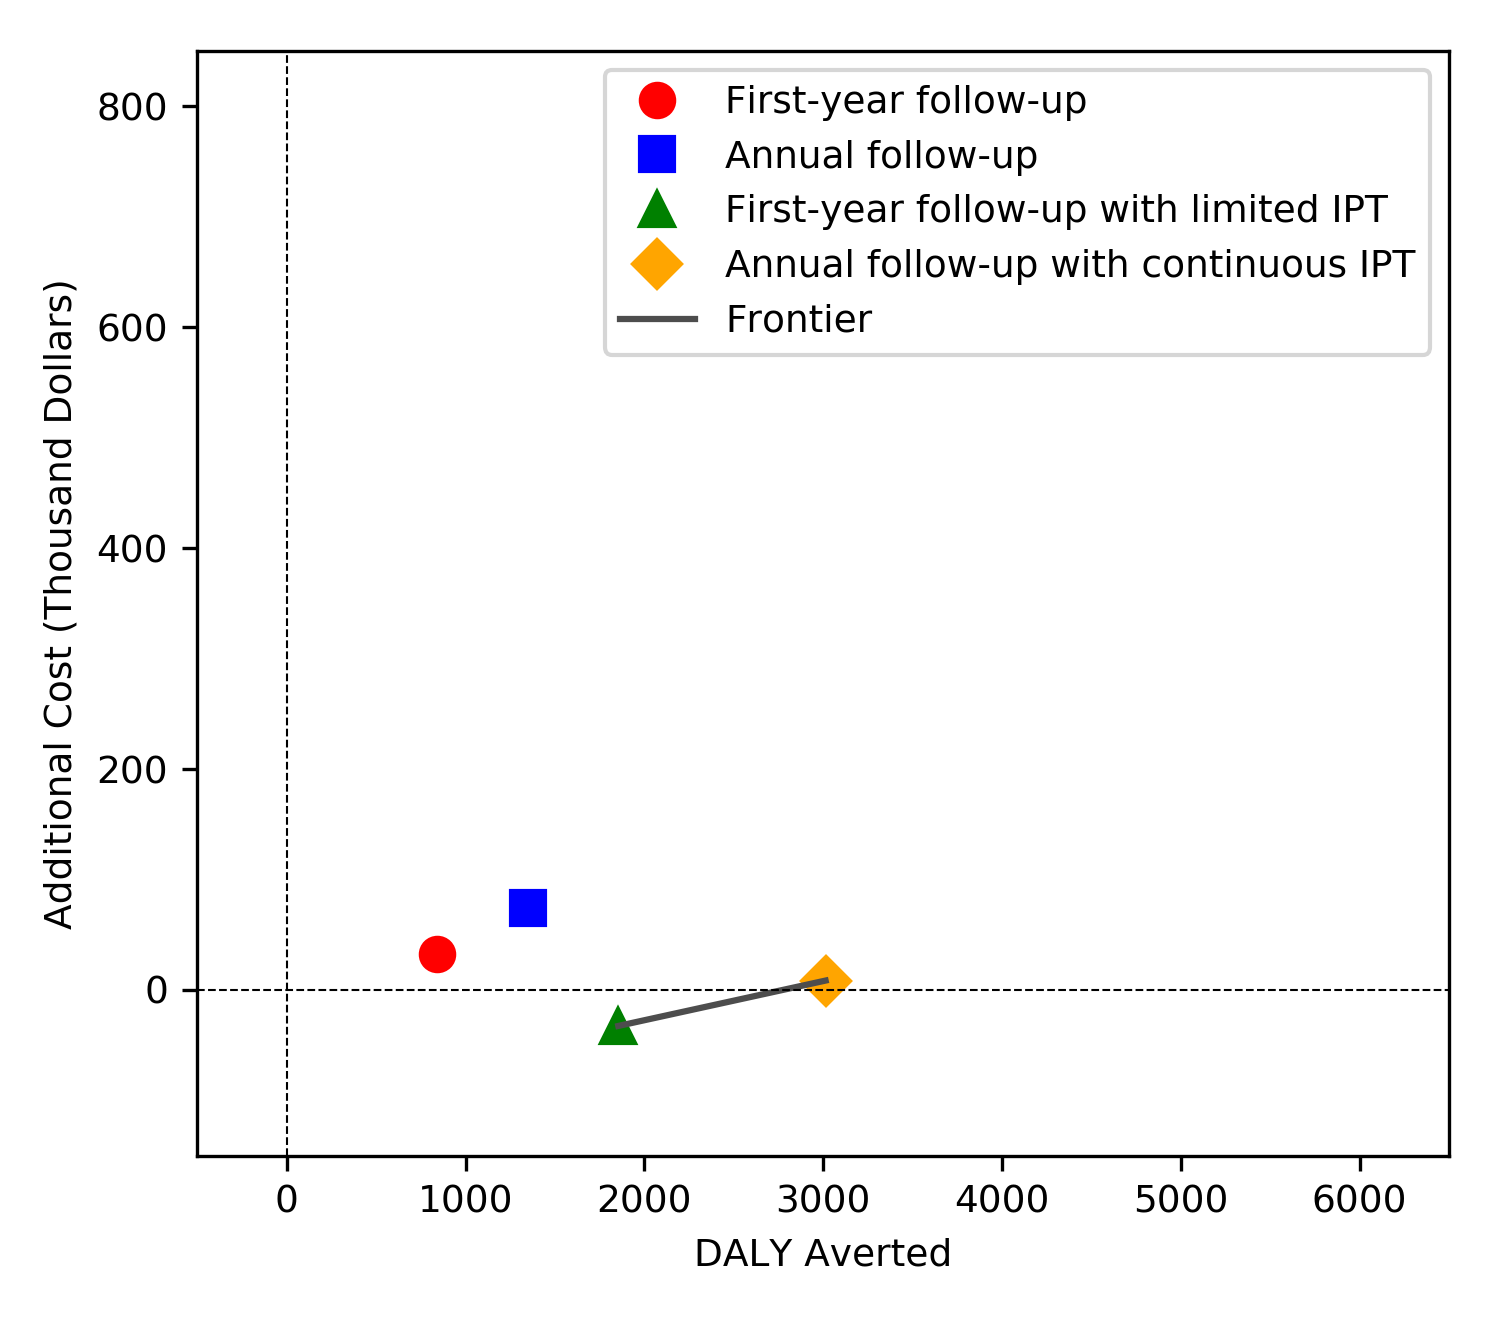 First-year follow-up
Annual follow-up
First-year follow-up with limited IPT
Annual follow-up with continuous IPT
Frontier
Additional Cost (Thousand Dollars)
800
600
400
200
0
0 1000 2000 3000 4000 5000 6000
DALY Averted